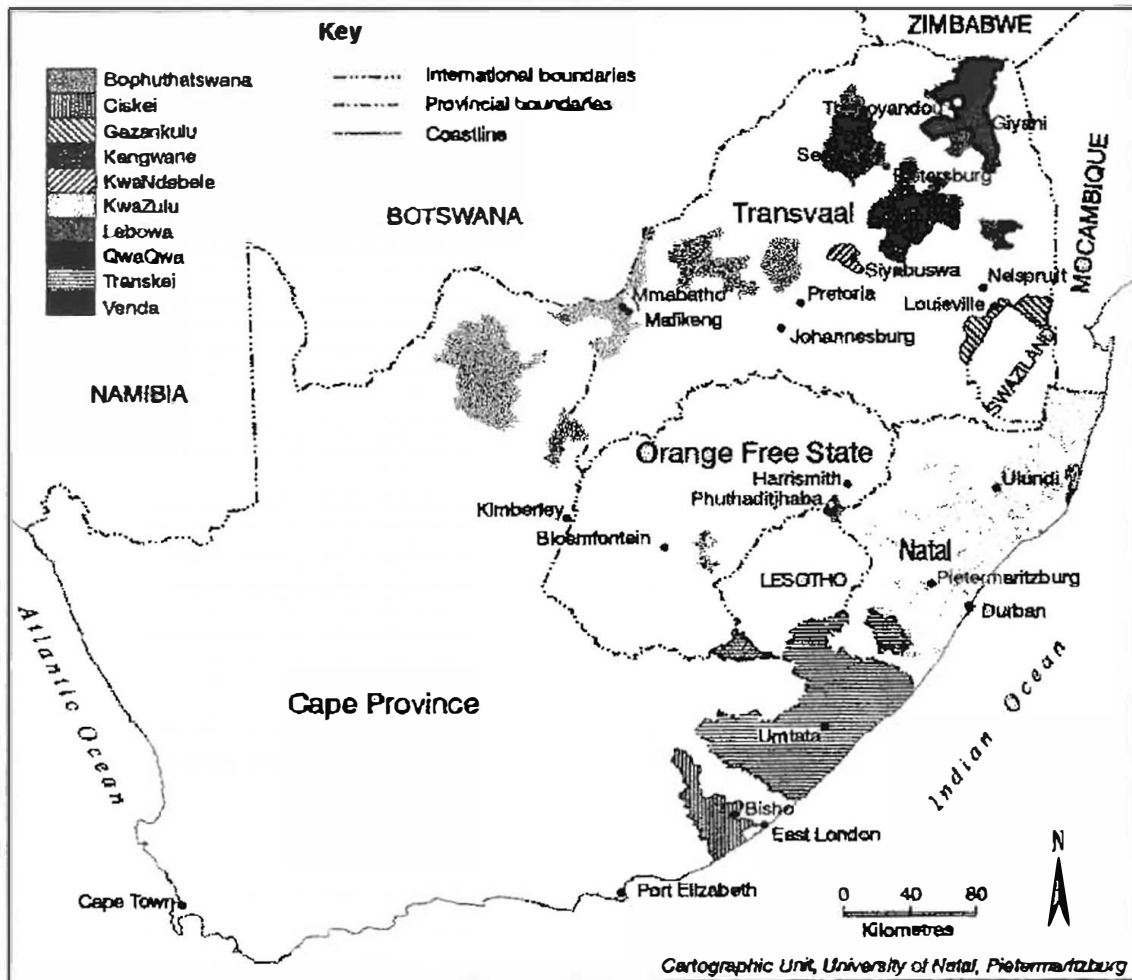 Key
Bophuthatswana
Ciskei
Gazankulu
Kangwane
KwaNdebele
KwaZulu
Lebowa
QwaQwa
Transkei
Venda
International boundaries
Provincial boundaries
Coastline
ZIMBABWE
Giyani
Pietersburg
BOTSWANA
Transvaal
MOCAMBIQUE
Siyabuswa
Nelspruit
Mmabatho
Mafikeng
Pretoria
Louisville
Johannesburg
NAMIBIA
SWAZILAND
Orange Free State
Harrismith
Phuthaditjhaba
Ulundi
Kimberley
Bloemfontein
Natal
LESOTHO
Pietermaritzburg
Durban
Atlantic Ocean
Cape Province
Umtata
Indian Ocean
Bisho
East London
Port Elizabeth
Cape Town
N
0 40 80
Kilometres
Cartographic Unit, University of Natal, Pietermaritzburg